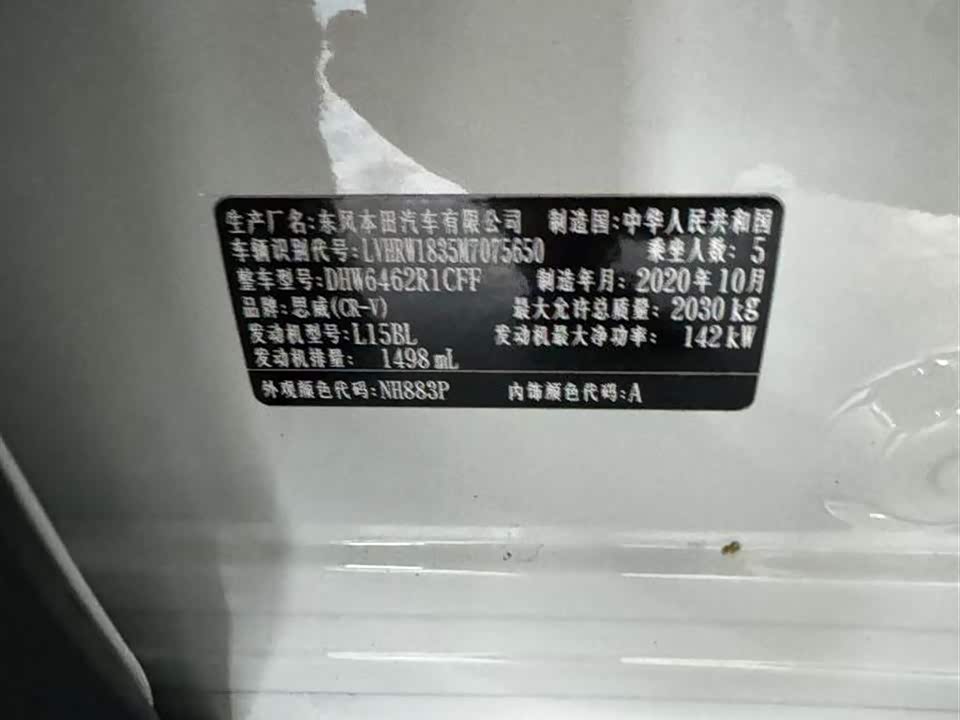 生产厂名:东风本田汽车有限公司 制造国:中华人民共和国
车辆识别代号:LVHRW1835M7075650 乘坐人数: 5
整车型号:DHW6462R1CFF 制造年月: 2020年10月
品牌:思威(CR-V) 最大允许总质量: 2030 kg
发动机型号:L15BL 发动机最大净功率: 142 kW
发动机排量: 1498 mL
外观颜色代码:NH883P 内饰颜色代码:A